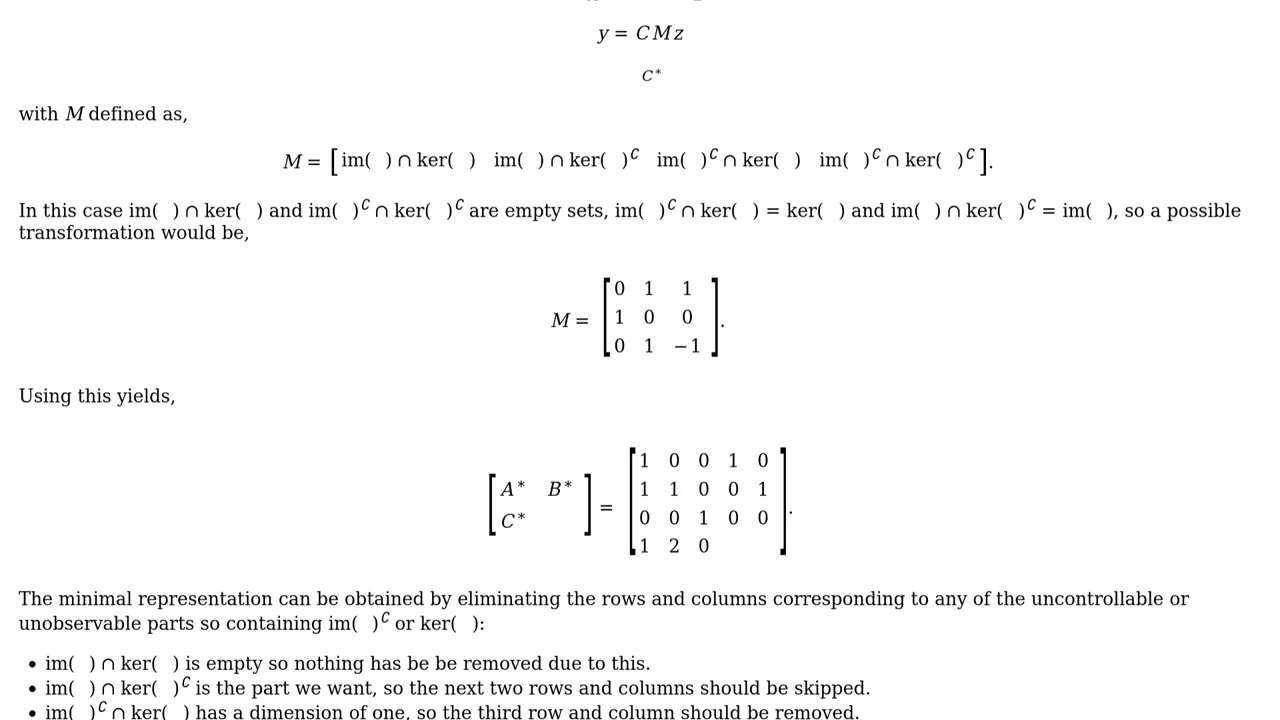 y = C M z
C*
with M defined as,
M = [ im( ) ∩ ker( )   im( ) ∩ ker( )^C   im( )^C ∩ ker( )   im( )^C ∩ ker( )^C ].
In this case im( ) ∩ ker( ) and im( )^C ∩ ker( )^C are empty sets, im( )^C ∩ ker( ) = ker( ) and im( ) ∩ ker( )^C = im( ), so a possible
transformation would be,
0 1 1
M = 1 0 0 .
0 1 −1
Using this yields,
1 0 0 1 0
A* B* 1 1 0 0 1
C* = 0 0 1 0 0 .
1 2 0
The minimal representation can be obtained by eliminating the rows and columns corresponding to any of the uncontrollable or
unobservable parts so containing im( )^C or ker( ):
• im( ) ∩ ker( ) is empty so nothing has be be removed due to this.
• im( ) ∩ ker( )^C is the part we want, so the next two rows and columns should be skipped.
• im( )^C ∩ ker( ) has a dimension of one, so the third row and column should be removed.